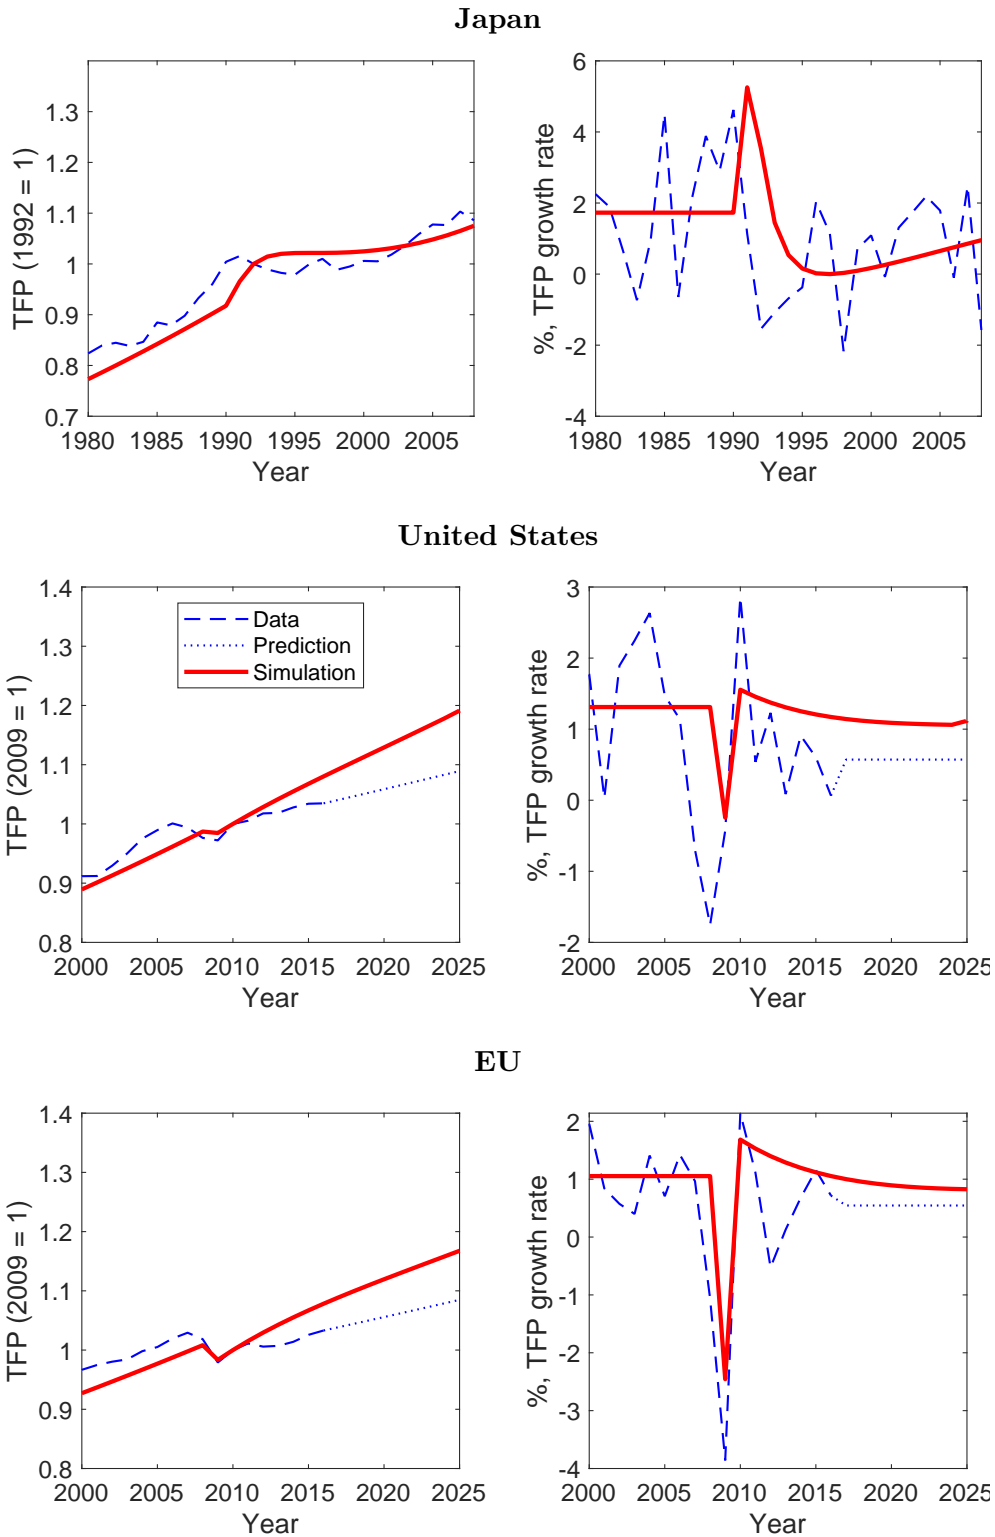 Japan
TFP (1992 = 1)
1.3
1.2
1.1
1
0.9
0.8
0.7
1980 1985 1990 1995 2000 2005
Year
%, TFP growth rate
6
4
2
0
-2
-4
1980 1985 1990 1995 2000 2005
Year
United States
TFP (2009 = 1)
1.4
1.3
1.2
1.1
1
0.9
0.8
2000 2005 2010 2015 2020 2025
Year
Data
Prediction
Simulation
%, TFP growth rate
3
2
1
0
-1
-2
2000 2005 2010 2015 2020 2025
Year
EU
TFP (2009 = 1)
1.4
1.3
1.2
1.1
1
0.9
0.8
2000 2005 2010 2015 2020 2025
Year
%, TFP growth rate
2
1
0
-1
-2
-3
-4
2000 2005 2010 2015 2020 2025
Year